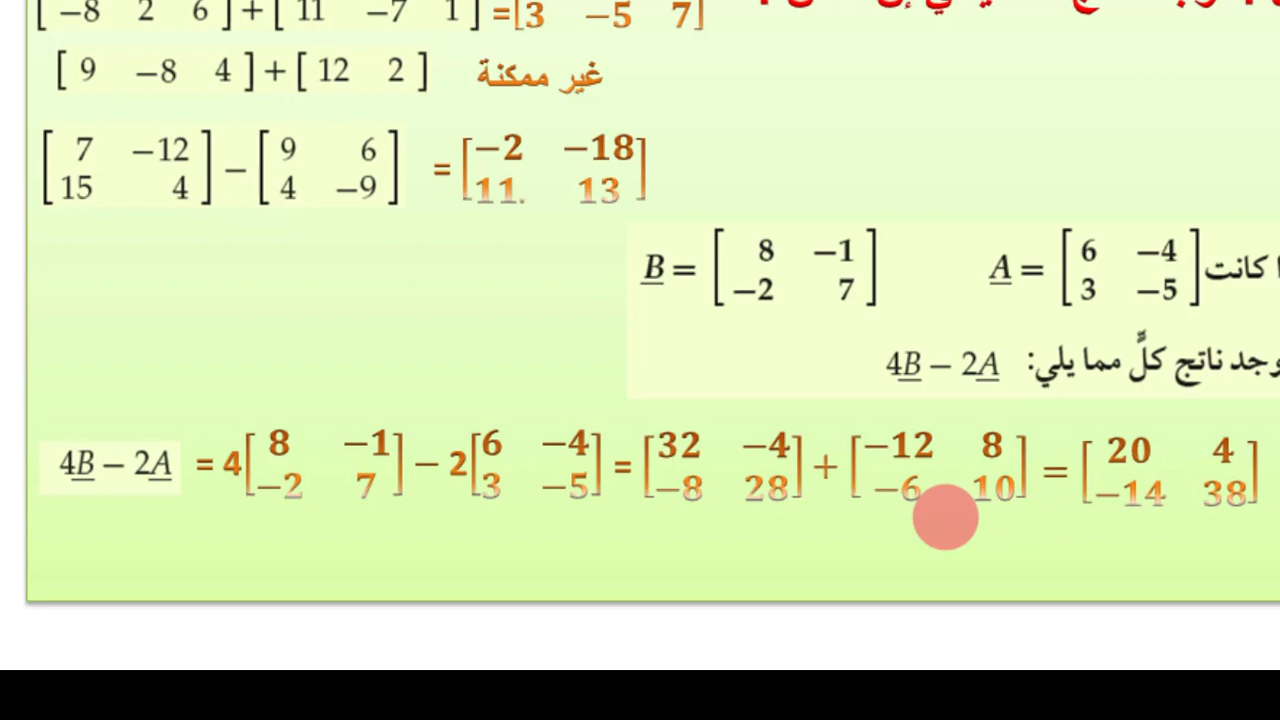 [ −8 2 6 ] + [ 11 −7 1 ] = [ 3 −5 7 ]
[ 9 −8 4 ] + [ 12 2 ] غير ممكنة
[ 7 −12 ] − [ 9 6 ] = [ −2 −18 ]
[ 15 4 ] [ 4 −9 ] [ 11. 13 ]
كانت A = [ 6 −4 ] B = [ 8 −1 ]
[ 3 −5 ] [ −2 7 ]
وجد ناتج كلٍّ مما يلي: 4B − 2A
4B − 2A = 4[ 8 −1 ] − 2[ 6 −4 ] = [ 32 −4 ] + [ −12 8 ] = [ 20 4 ]
[ −2 7 ] [ 3 −5 ] [ −8 28 ] [ −6 10 ] [ −14 38 ]